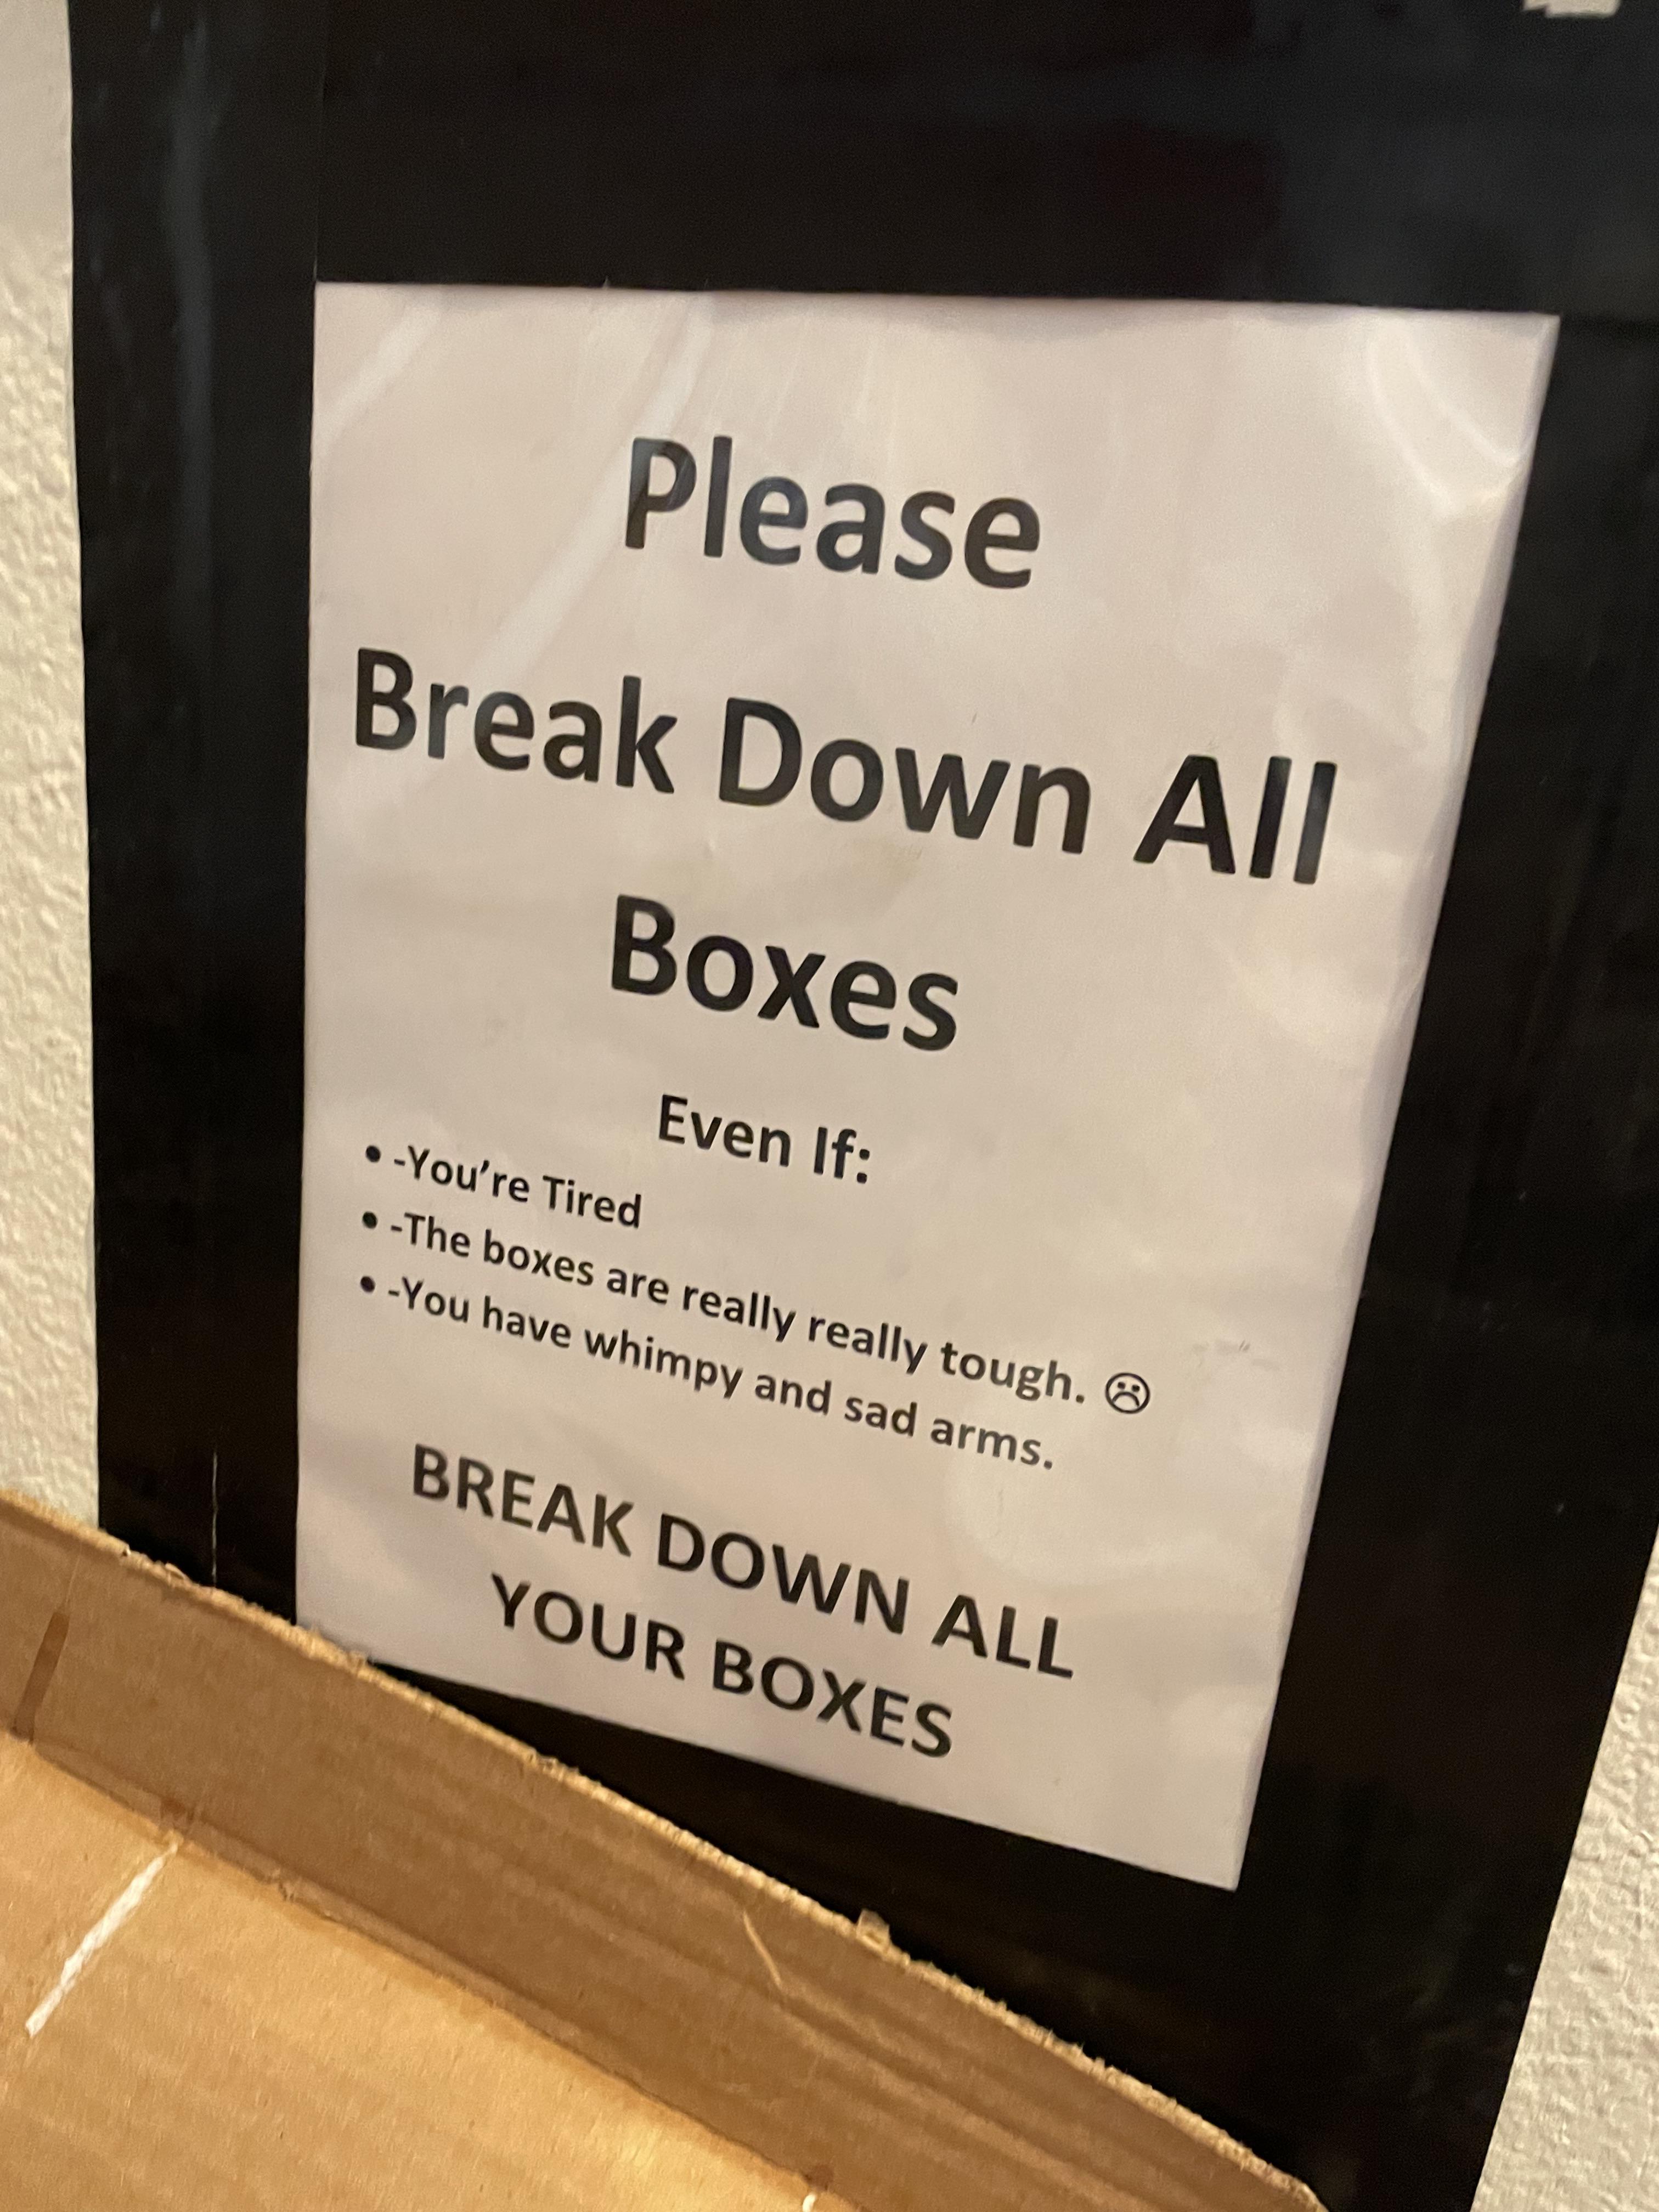 Please
Break Down All
Boxes
Even If:
• -You’re Tired
• -The boxes are really really tough. ☹
• -You have whimpy and sad arms.
BREAK DOWN ALL
YOUR BOXES